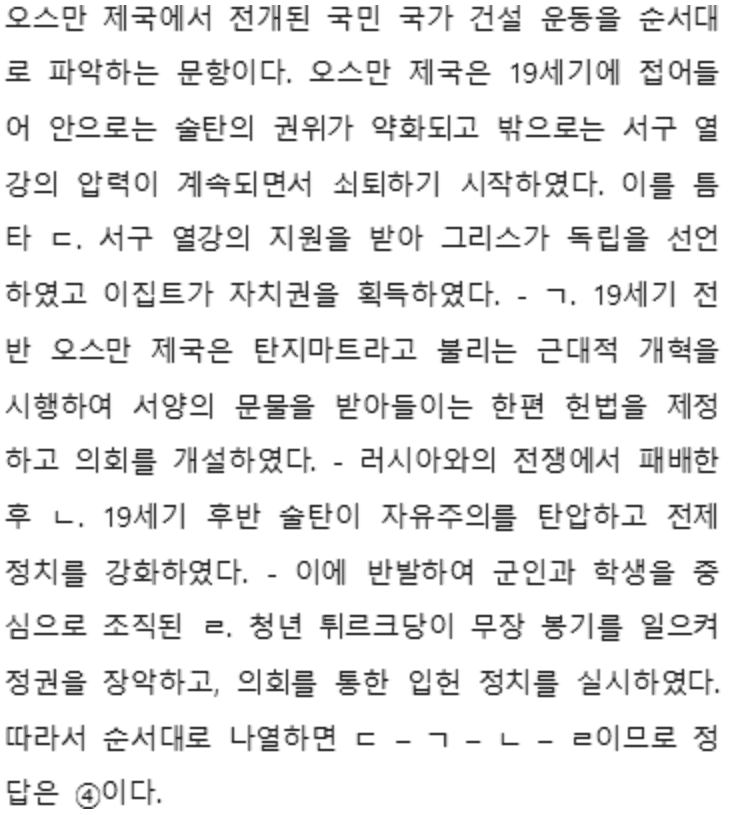 오스만 제국에서 전개된 국민 국가 건설 운동을 순서대
로 파악하는 문항이다. 오스만 제국은 19세기에 접어들
어 안으로는 술탄의 권위가 약화되고 밖으로는 서구 열
강의 압력이 계속되면서 쇠퇴하기 시작하였다. 이를 틈
타 ㄷ. 서구 열강의 지원을 받아 그리스가 독립을 선언
하였고 이집트가 자치권을 획득하였다. - ㄱ. 19세기 전
반 오스만 제국은 탄지마트라고 불리는 근대적 개혁을
시행하여 서양의 문물을 받아들이는 한편 헌법을 제정
하고 의회를 개설하였다. - 러시아와의 전쟁에서 패배한
후 ㄴ. 19세기 후반 술탄이 자유주의를 탄압하고 전제
정치를 강화하였다. - 이에 반발하여 군인과 학생을 중
심으로 조직된 ㄹ. 청년 튀르크당이 무장 봉기를 일으켜
정권을 장악하고, 의회를 통한 입헌 정치를 실시하였다.
따라서 순서대로 나열하면 ㄷ – ㄱ – ㄴ – ㄹ이므로 정
답은 ④이다.